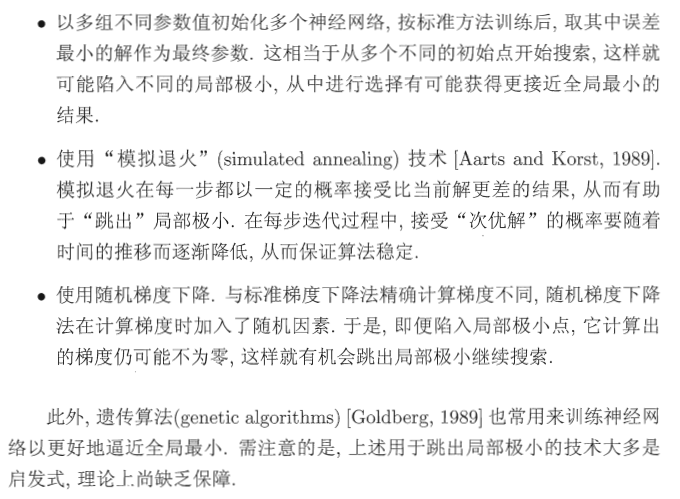 • 以多组不同参数值初始化多个神经网络, 按标准方法训练后, 取其中误差
最小的解作为最终参数. 这相当于从多个不同的初始点开始搜索, 这样就
可能陷入不同的局部极小, 从中进行选择有可能获得更接近全局最小的
结果.
• 使用“模拟退火”(simulated annealing) 技术 [Aarts and Korst, 1989].
模拟退火在每一步都以一定的概率接受比当前解更差的结果, 从而有助
于“跳出”局部极小. 在每步迭代过程中, 接受“次优解”的概率要随着
时间的推移而逐渐降低, 从而保证算法稳定.
• 使用随机梯度下降. 与标准梯度下降法精确计算梯度不同, 随机梯度下降
法在计算梯度时加入了随机因素. 于是, 即便陷入局部极小点, 它计算出
的梯度仍可能不为零, 这样就有机会跳出局部极小继续搜索.
此外, 遗传算法(genetic algorithms) [Goldberg, 1989] 也常用来训练神经网
络以更好地逼近全局最小. 需注意的是, 上述用于跳出局部极小的技术大多是
启发式, 理论上尚缺乏保障.